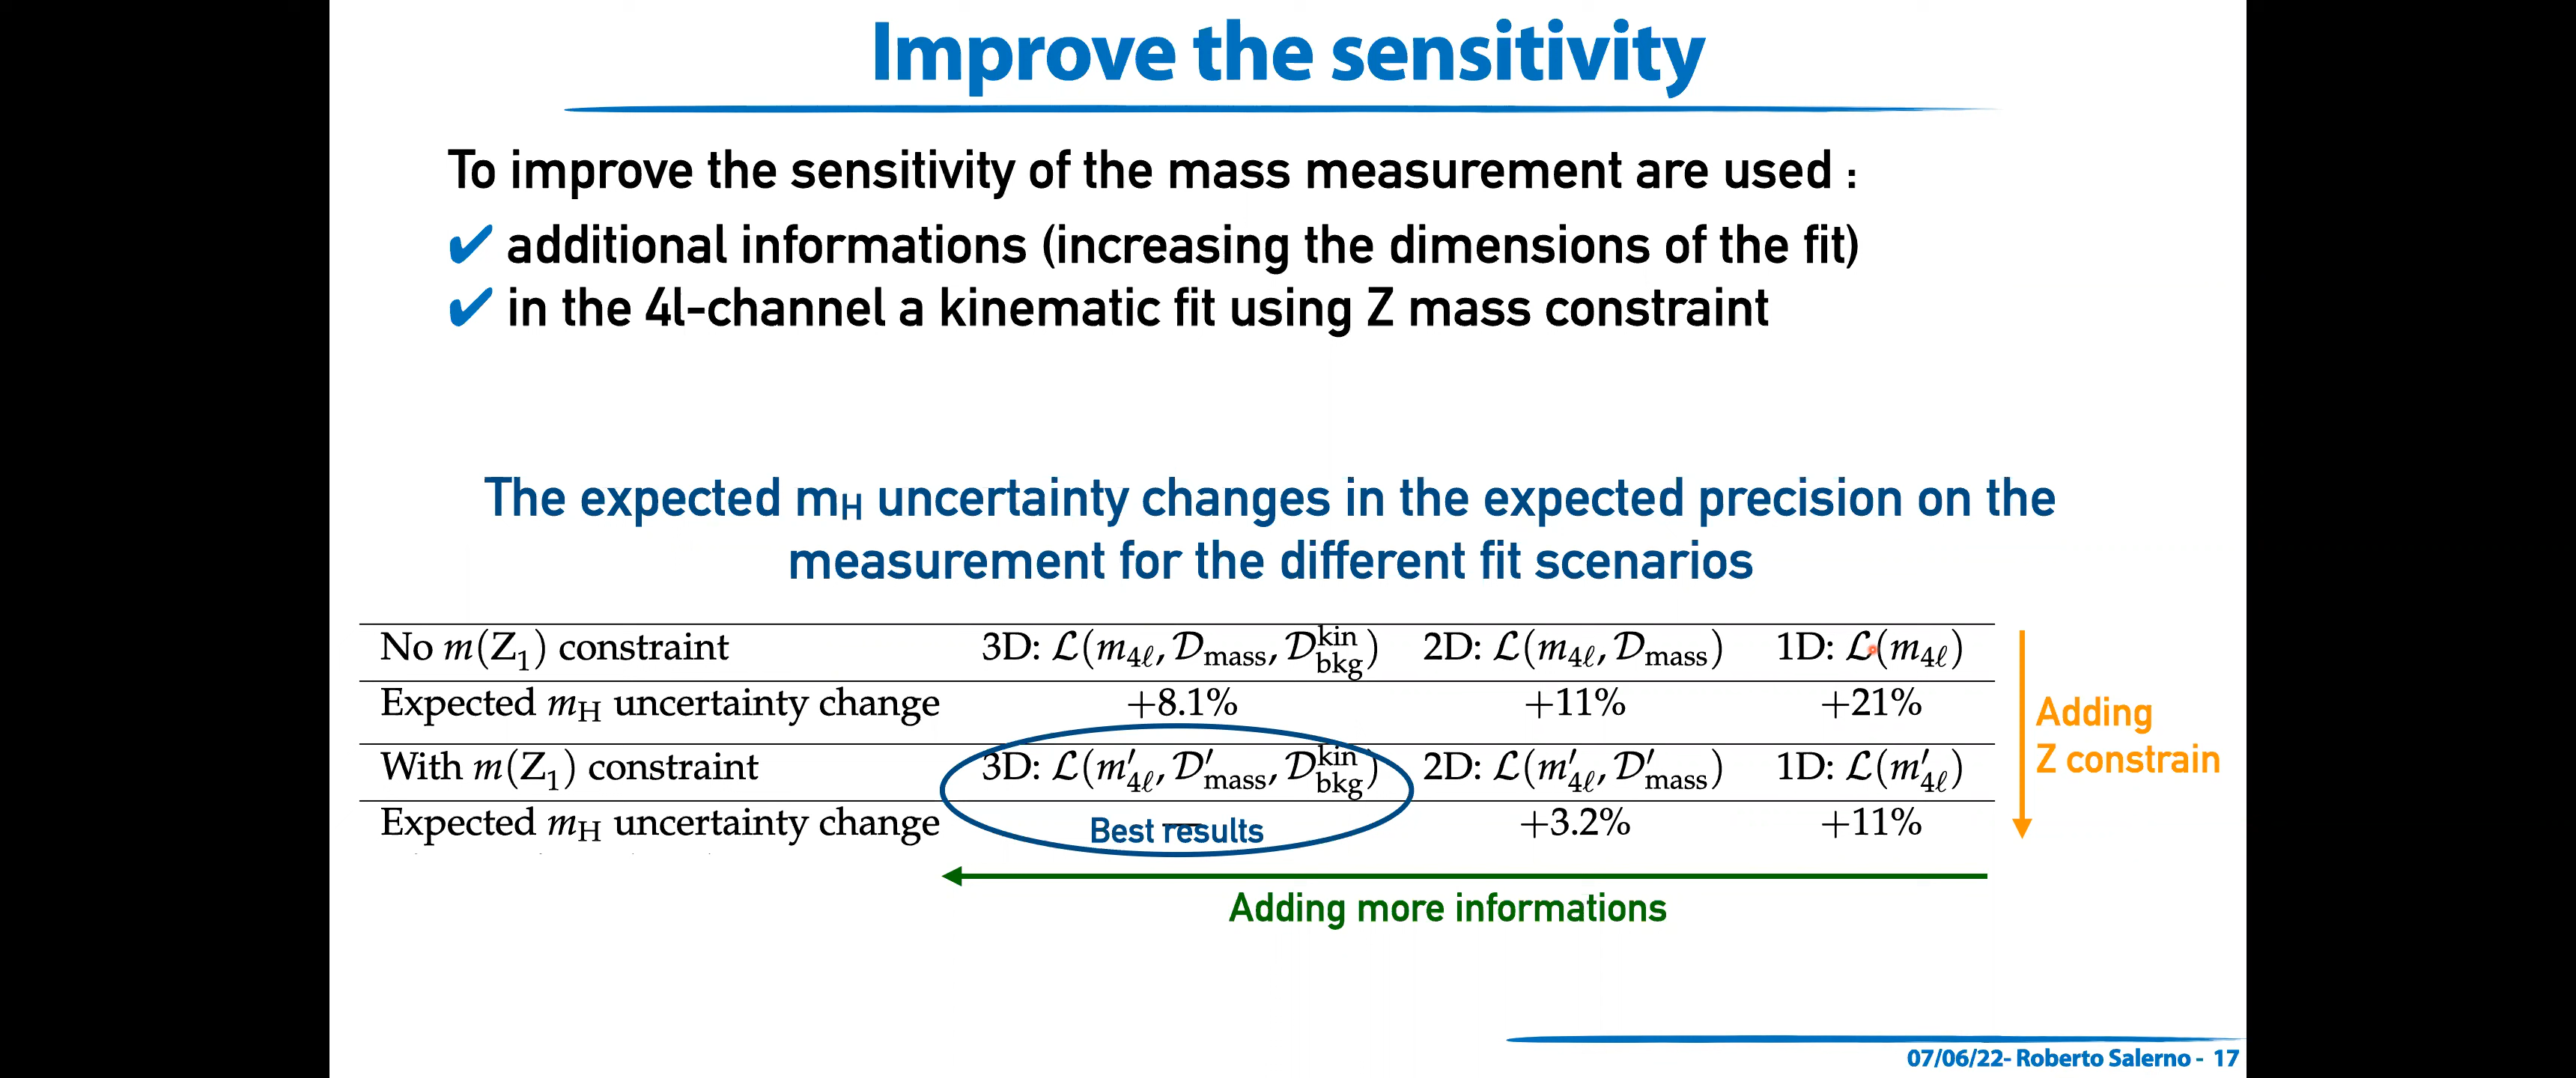 Improve the sensitivity
To improve the sensitivity of the mass measurement are used :
✔ additional informations (increasing the dimensions of the fit)
✔ in the 4l-channel a kinematic fit using Z mass constraint
The expected mH uncertainty changes in the expected precision on the
measurement for the different fit scenarios
No m(Z₁) constraint 3D: ℒ(m₄ℓ, 𝒟mass, 𝒟bkg^kin) 2D: ℒ(m₄ℓ, 𝒟mass) 1D: ℒ(m₄ℓ)
Expected mH uncertainty change +8.1% +11% +21%
With m(Z₁) constraint 3D: ℒ(m′₄ℓ, 𝒟′mass, 𝒟bkg^kin) 2D: ℒ(m′₄ℓ, 𝒟′mass) 1D: ℒ(m′₄ℓ)
Expected mH uncertainty change — Best results +3.2% +11%
Adding
Z constrain
Adding more informations
07/06/22- Roberto Salerno - 17